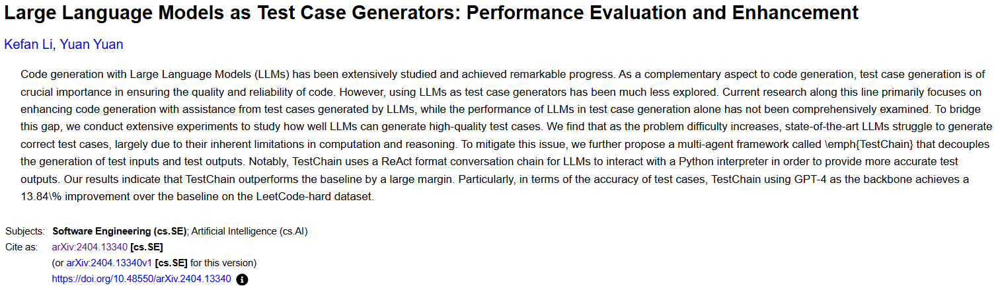 Large Language Models as Test Case Generators: Performance Evaluation and Enhancement
Kefan Li, Yuan Yuan
Code generation with Large Language Models (LLMs) has been extensively studied and achieved remarkable progress. As a complementary aspect to code generation, test case generation is of
crucial importance in ensuring the quality and reliability of code. However, using LLMs as test case generators has been much less explored. Current research along this line primarily focuses on
enhancing code generation with assistance from test cases generated by LLMs, while the performance of LLMs in test case generation alone has not been comprehensively examined. To bridge
this gap, we conduct extensive experiments to study how well LLMs can generate high-quality test cases. We find that as the problem difficulty increases, state-of-the-art LLMs struggle to generate
correct test cases, largely due to their inherent limitations in computation and reasoning. To mitigate this issue, we further propose a multi-agent framework called \emph{TestChain} that decouples
the generation of test inputs and test outputs. Notably, TestChain uses a ReAct format conversation chain for LLMs to interact with a Python interpreter in order to provide more accurate test
outputs. Our results indicate that TestChain outperforms the baseline by a large margin. Particularly, in terms of the accuracy of test cases, TestChain using GPT-4 as the backbone achieves a
13.84\% improvement over the baseline on the LeetCode-hard dataset.
Subjects: Software Engineering (cs.SE); Artificial Intelligence (cs.AI)
Cite as: arXiv:2404.13340 [cs.SE]
(or arXiv:2404.13340v1 [cs.SE] for this version)
https://doi.org/10.48550/arXiv.2404.13340